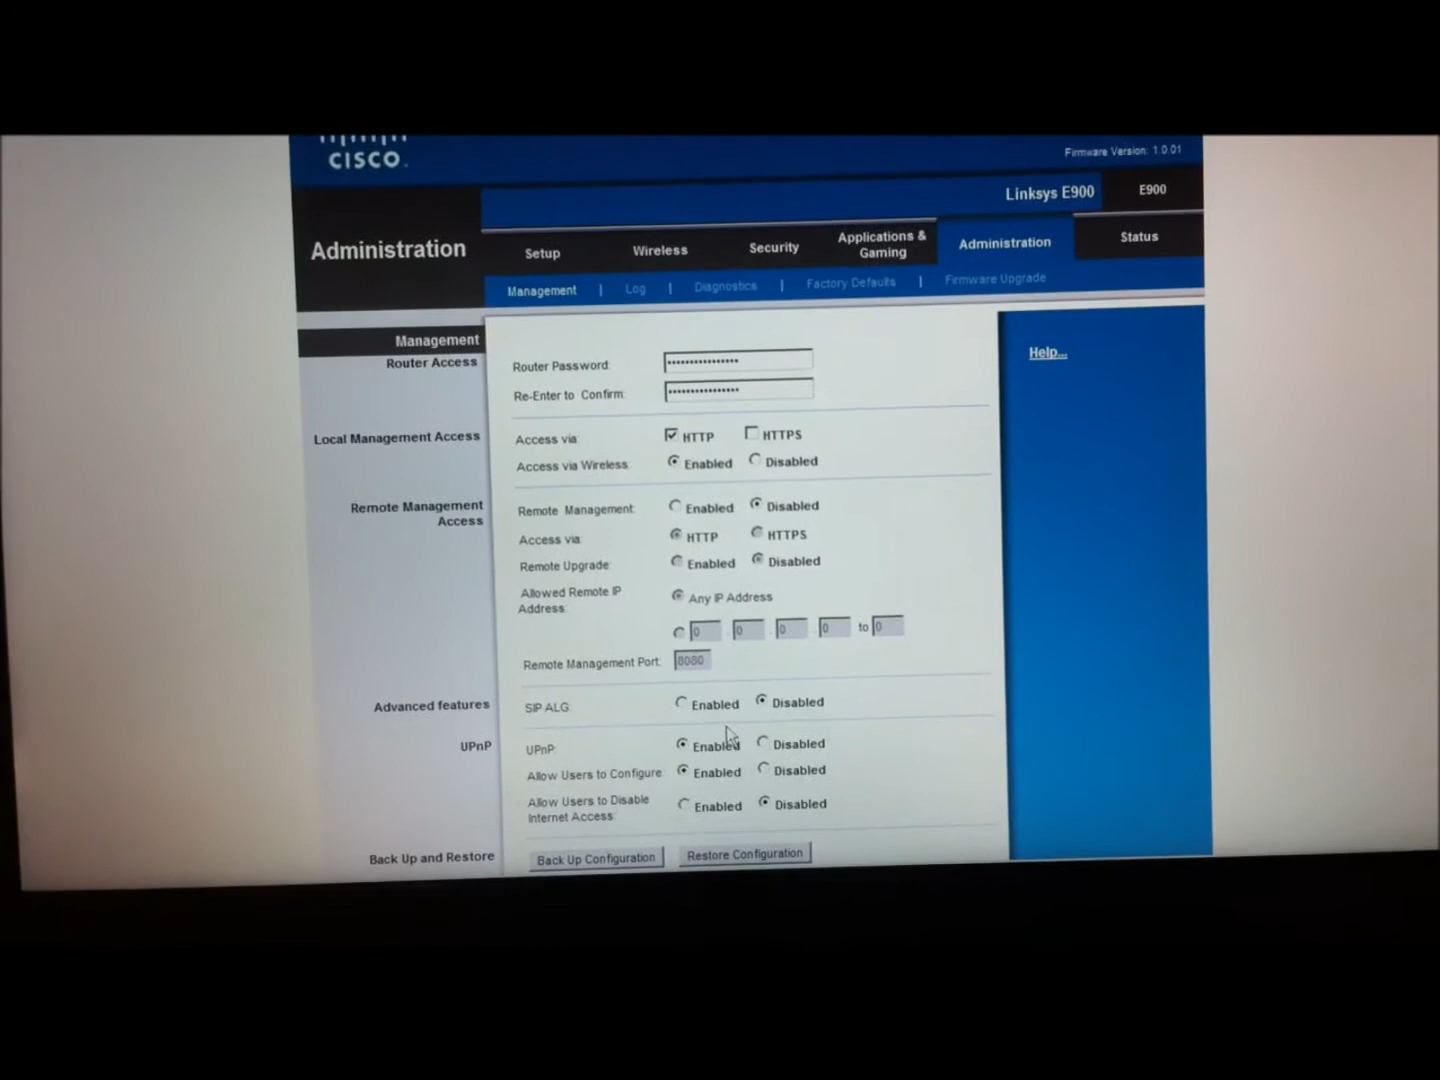 CISCO.
Firmware Version: 1.0.01
Linksys E900 E900
Administration
Setup Wireless Security Applications & Gaming Administration Status
Management | Log | Diagnostics | Factory Defaults | Firmware Upgrade
Management
Help...
Router Access
Router Password:
Re-Enter to Confirm:
Local Management Access
Access via: HTTP HTTPS
Access via Wireless: Enabled Disabled
Remote Management Access
Remote Management: Enabled Disabled
Access via: HTTP HTTPS
Remote Upgrade: Enabled Disabled
Allowed Remote IP Address: Any IP Address
0 . 0 . 0 . 0 to 0
Remote Management Port: 8080
Advanced features
SIP ALG: Enabled Disabled
UPnP
UPnP: Enabled Disabled
Allow Users to Configure: Enabled Disabled
Allow Users to Disable Internet Access: Enabled Disabled
Back Up and Restore
Back Up Configuration Restore Configuration